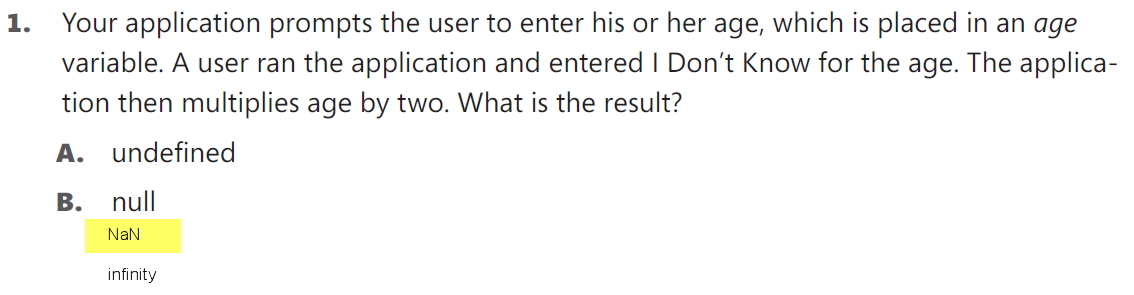 1. Your application prompts the user to enter his or her age, which is placed in an age
variable. A user ran the application and entered I Don’t Know for the age. The applica-
tion then multiplies age by two. What is the result?
A. undefined
B. null
NaN
infinity